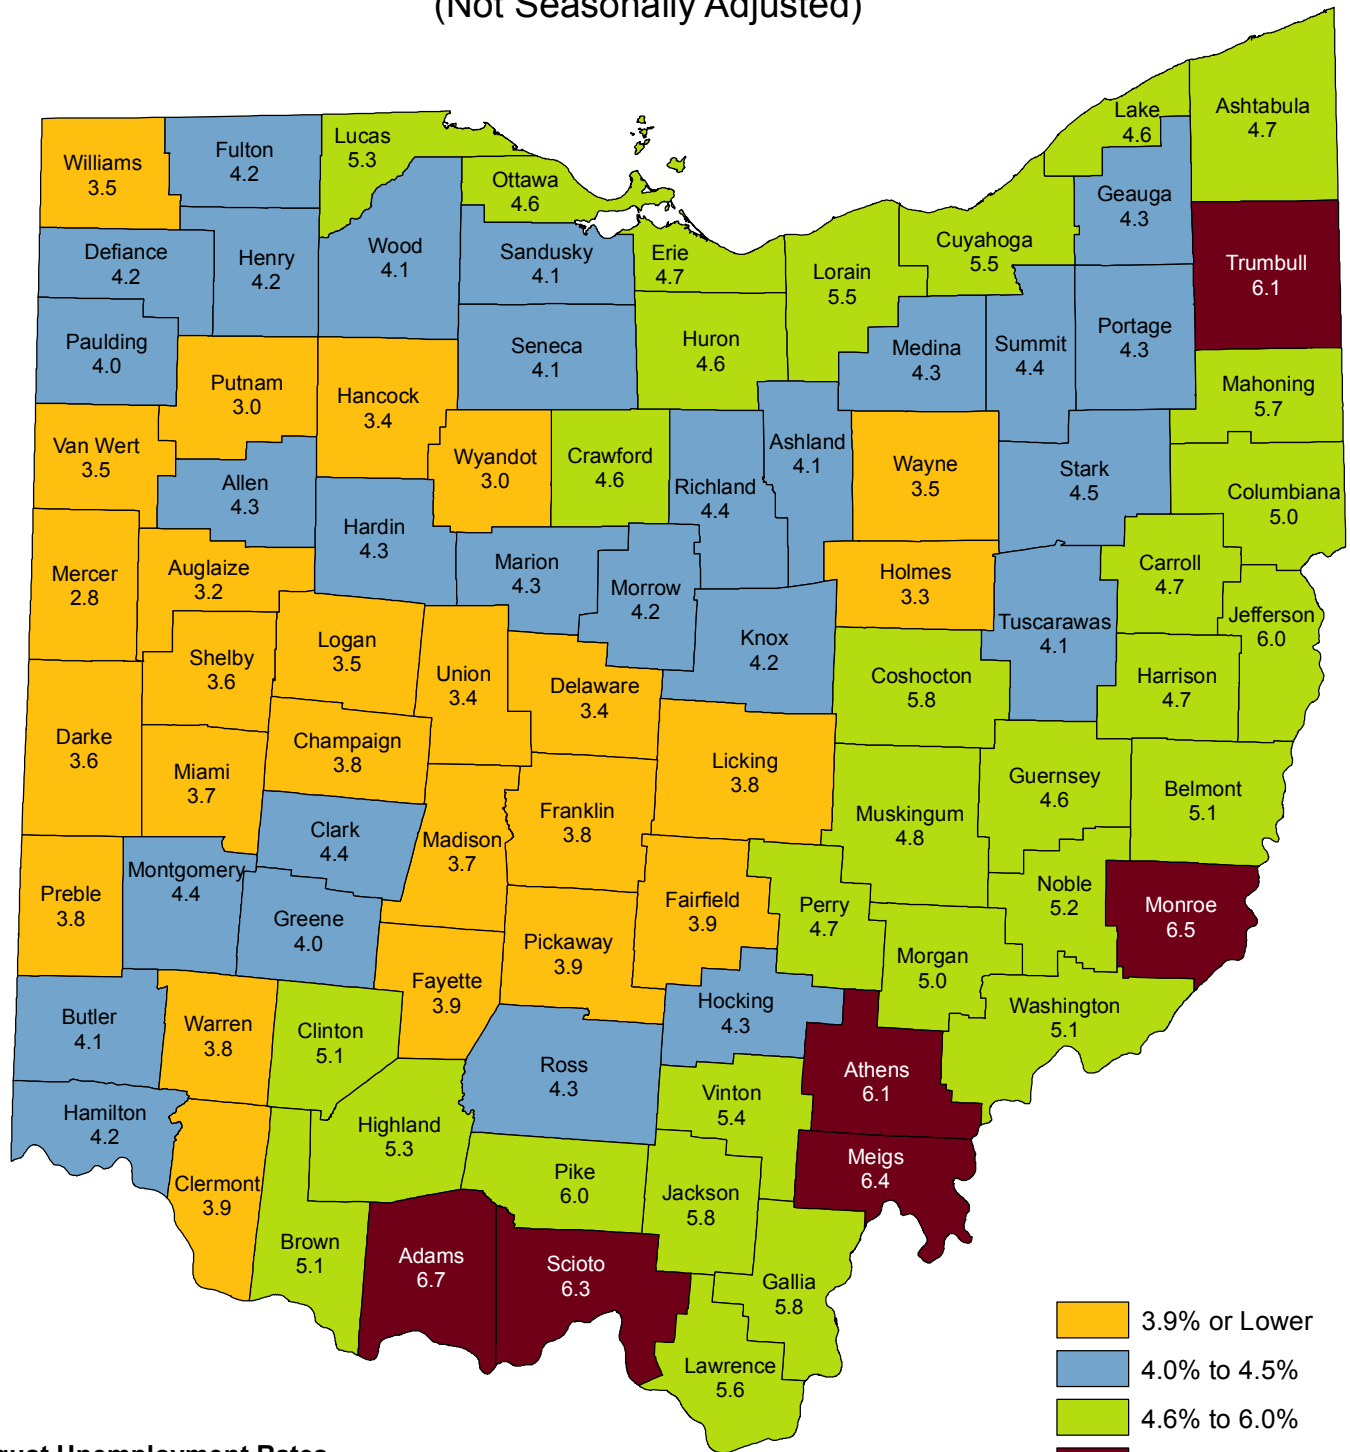 (Not Seasonally Adjusted)
Williams
3.5
Fulton
4.2
Lucas
5.3
Ottawa
4.6
Lake
4.6
Ashtabula
4.7
Defiance
4.2
Henry
4.2
Wood
4.1
Sandusky
4.1
Erie
4.7
Lorain
5.5
Cuyahoga
5.5
Geauga
4.3
Trumbull
6.1
Paulding
4.0
Putnam
3.0
Hancock
3.4
Seneca
4.1
Huron
4.6
Medina
4.3
Summit
4.4
Portage
4.3
Mahoning
5.7
Van Wert
3.5
Allen
4.3
Wyandot
3.0
Crawford
4.6
Richland
4.4
Ashland
4.1
Wayne
3.5
Stark
4.5
Columbiana
5.0
Mercer
2.8
Auglaize
3.2
Hardin
4.3
Marion
4.3
Morrow
4.2
Holmes
3.3
Tuscarawas
4.1
Carroll
4.7
Jefferson
6.0
Shelby
3.6
Logan
3.5
Union
3.4
Delaware
3.4
Knox
4.2
Coshocton
5.8
Harrison
4.7
Darke
3.6
Miami
3.7
Champaign
3.8
Licking
3.8
Guernsey
4.6
Belmont
5.1
Clark
4.4
Madison
3.7
Franklin
3.8
Muskingum
4.8
Preble
3.8
Montgomery
4.4
Greene
4.0
Fairfield
3.9
Perry
4.7
Noble
5.2
Monroe
6.5
Fayette
3.9
Pickaway
3.9
Morgan
5.0
Washington
5.1
Butler
4.1
Warren
3.8
Clinton
5.1
Hocking
4.3
Ross
4.3
Athens
6.1
Hamilton
4.2
Highland
5.3
Vinton
5.4
Clermont
3.9
Pike
6.0
Jackson
5.8
Meigs
6.4
Brown
5.1
Adams
6.7
Scioto
6.3
Gallia
5.8
Lawrence
5.6
3.9% or Lower
4.0% to 4.5%
4.6% to 6.0%
Unemployment Rates